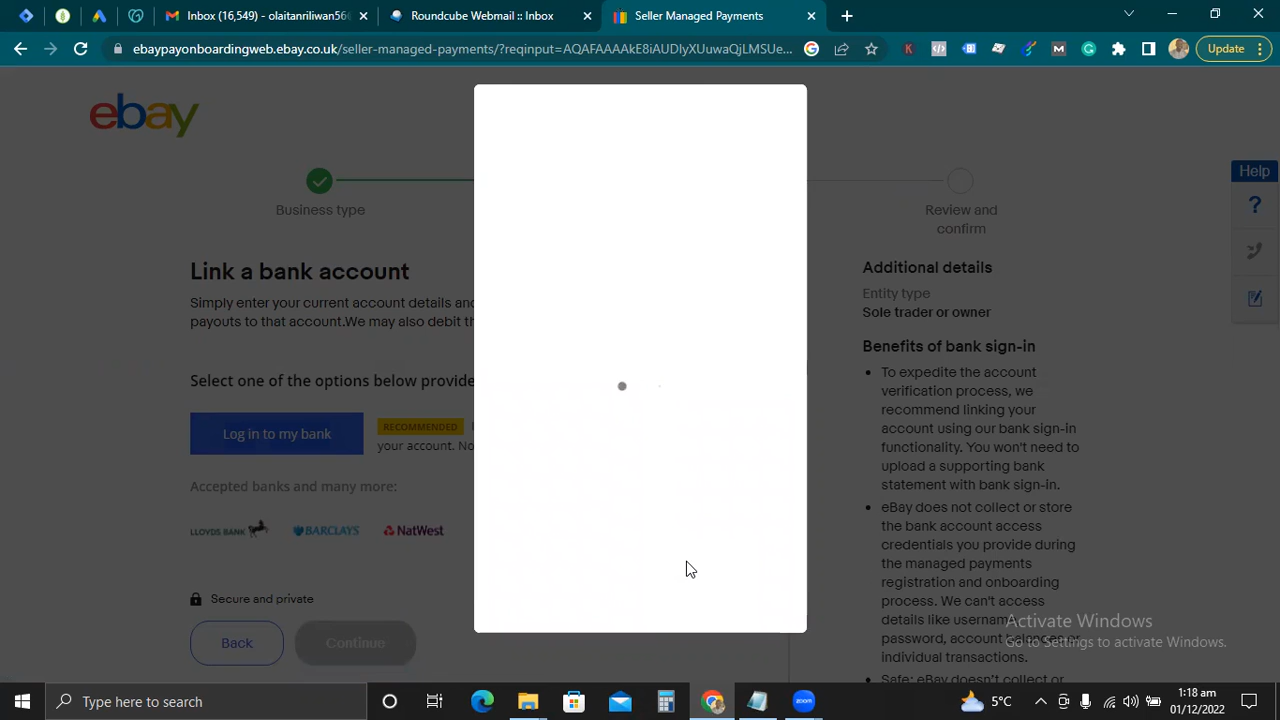 Inbox (16,549) - olaitanriliwan566
Roundcube Webmail :: Inbox
Seller Managed Payments
ebaypayonboardingweb.ebay.co.uk/seller-managed-payments/?reqinput=AQAFAAAAkE8iAUDlyXUuwaQjLMSUe...
Update
ebay
Help
Business type
Review and
confirm
Link a bank account
Simply enter your current account details and
payouts to that account.We may also debit th
Select one of the options below provide
Log in to my bank
RECOMMENDED
your account. No
Accepted banks and many more:
LLOYDS BANK
BARCLAYS
NatWest
Secure and private
Back
Continue
Additional details
Entity type
Sole trader or owner
Benefits of bank sign-in
To expedite the account
verification process, we
recommend linking your
account using our bank sign-in
functionality. You won't need to
upload a supporting bank
statement with bank sign-in.
eBay does not collect or store
the bank account access
credentials you provide during
the managed payments
registration and onboarding
process. We can't access
details like username,
password, account balances or
individual transactions.
Safe: eBay doesn't collect or
Activate Windows
Go to Settings to activate Windows.
Type here to search
zoom
5°C
1:18 am
01/12/2022